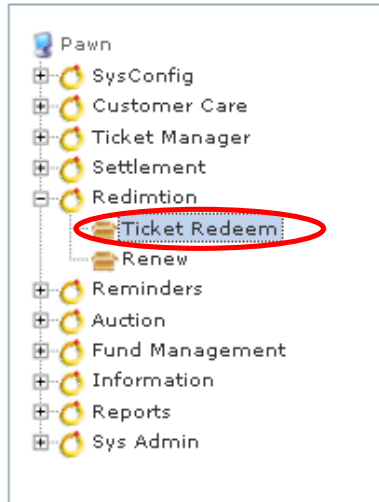 Pawn
SysConfig
Customer Care
Ticket Manager
Settlement
Redimtion
Ticket Redeem
Renew
Reminders
Auction
Fund Management
Information
Reports
Sys Admin